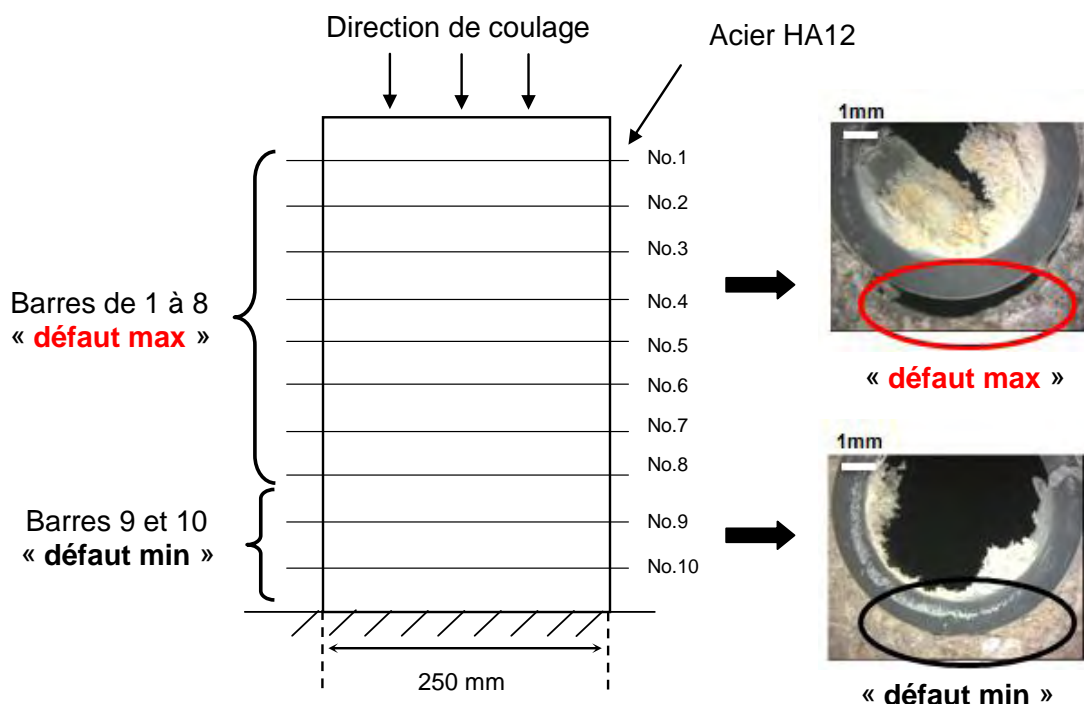 Direction de coulage
Acier HA12
No.1
No.2
No.3
No.4
No.5
No.6
No.7
No.8
No.9
No.10
Barres de 1 à 8
« défaut max »
Barres 9 et 10
« défaut min »
250 mm
1mm
« défaut max »
1mm
« défaut min »